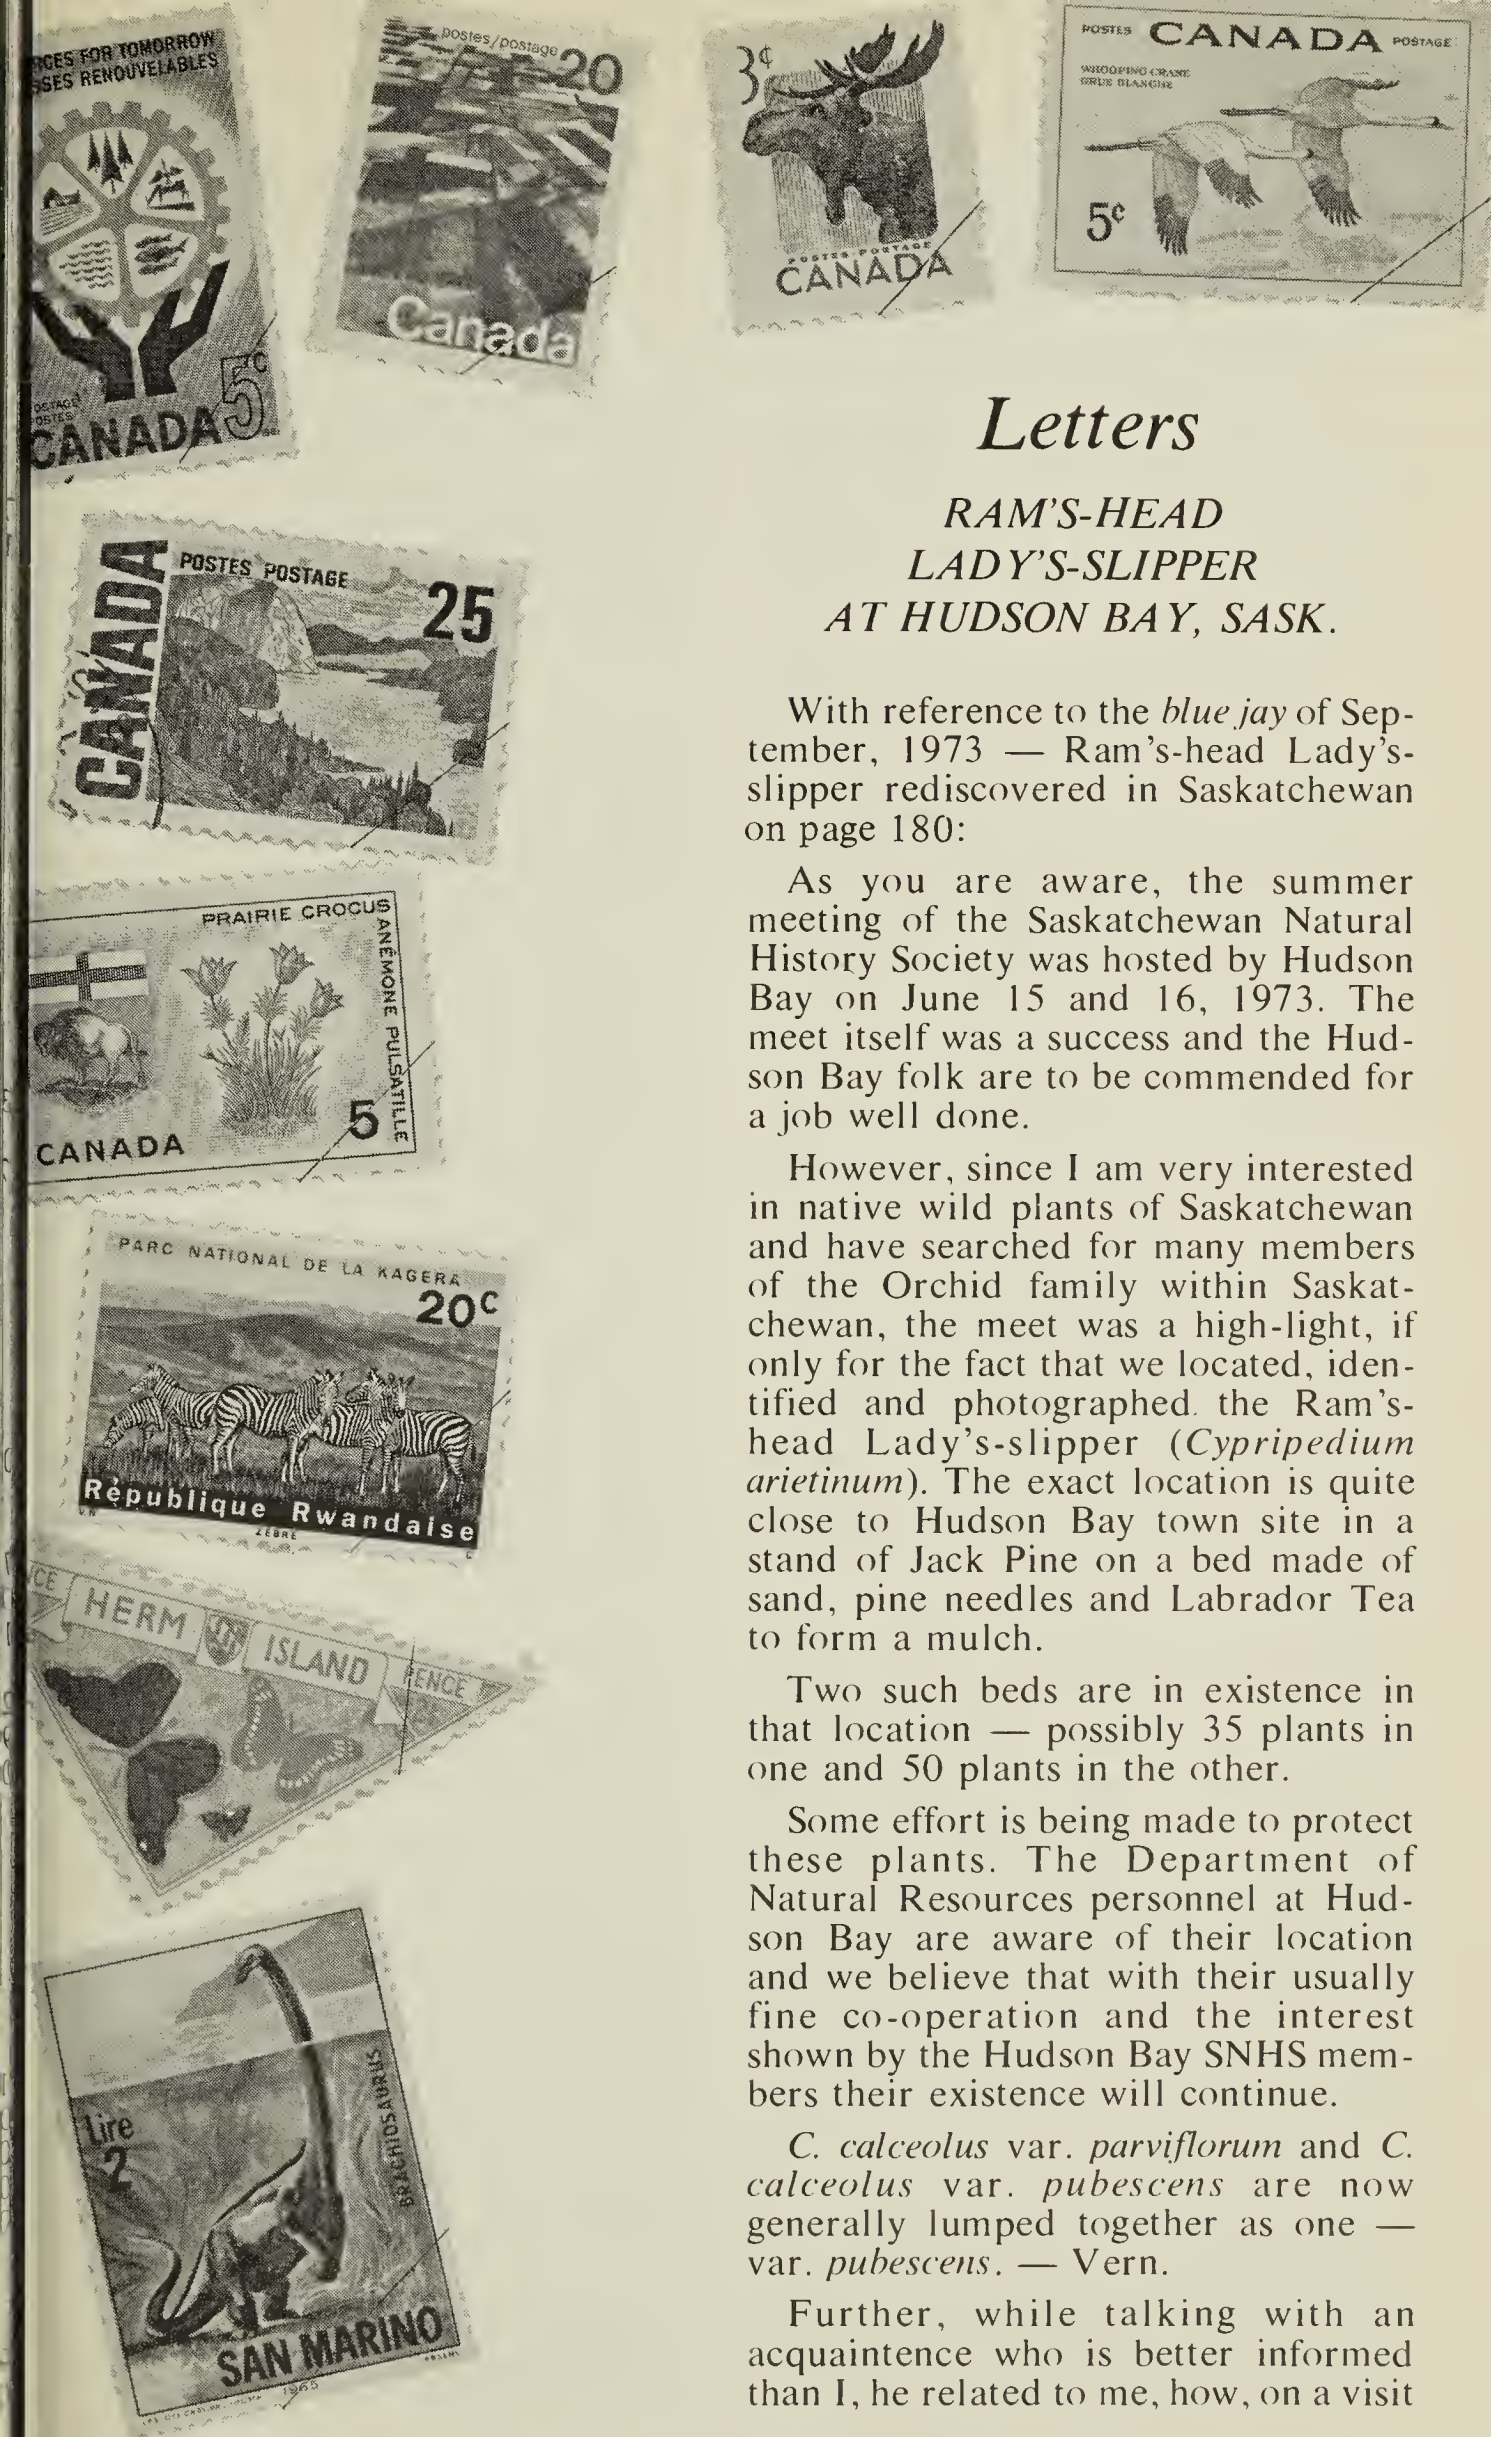 RCES FOR TOMORROW
SSES RENOUVELABLES
POSTAGE
POSTES
CANADA 5c
postes/postage 20
Canada
3¢
POSTES POSTAGE
CANADA
POSTES CANADA POSTAGE
WHOOPING CRANE
GRUE BLANCHE
5¢
CANADA
POSTES POSTAGE
25
PRAIRIE CROCUS
ANÉMONE PULSATILLE
5
CANADA
PARC NATIONAL DE LA KAGERA
20c
République Rwandaise
ZEBRE
HERM ISLAND
PENCE
Lire
2
BRACHIOSAURUS
SAN MARINO
1965
Letters
RAM'S-HEAD
LADY'S-SLIPPER
AT HUDSON BAY, SASK.
With reference to the blue jay of Sep-
tember, 1973 — Ram's-head Lady's-
slipper rediscovered in Saskatchewan
on page 180:
As you are aware, the summer
meeting of the Saskatchewan Natural
History Society was hosted by Hudson
Bay on June 15 and 16, 1973. The
meet itself was a success and the Hud-
son Bay folk are to be commended for
a job well done.
However, since I am very interested
in native wild plants of Saskatchewan
and have searched for many members
of the Orchid family within Saskat-
chewan, the meet was a high-light, if
only for the fact that we located, iden-
tified and photographed. the Ram's-
head Lady's-slipper (Cypripedium
arietinum). The exact location is quite
close to Hudson Bay town site in a
stand of Jack Pine on a bed made of
sand, pine needles and Labrador Tea
to form a mulch.
Two such beds are in existence in
that location — possibly 35 plants in
one and 50 plants in the other.
Some effort is being made to protect
these plants. The Department of
Natural Resources personnel at Hud-
son Bay are aware of their location
and we believe that with their usually
fine co-operation and the interest
shown by the Hudson Bay SNHS mem-
bers their existence will continue.
C. calceolus var. parviflorum and C.
calceolus var. pubescens are now
generally lumped together as one —
var. pubescens. — Vern.
Further, while talking with an
acquaintence who is better informed
than I, he related to me, how, on a visit